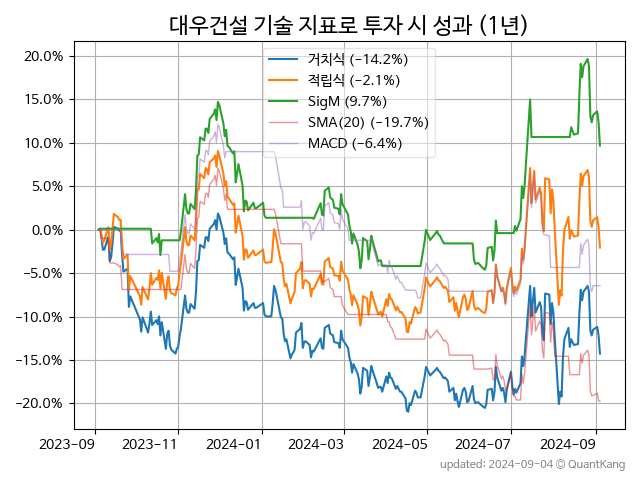 대우건설 기술 지표로 투자 시 성과 (1년)
거치식 (−14.2%)
적립식 (−2.1%)
SigM (9.7%)
SMA(20) (−19.7%)
MACD (−6.4%)
20.0%
15.0%
10.0%
5.0%
0.0%
−5.0%
−10.0%
−15.0%
−20.0%
2023-09 2023-11 2024-01 2024-03 2024-05 2024-07 2024-09
updated: 2024-09-04 © QuantKang